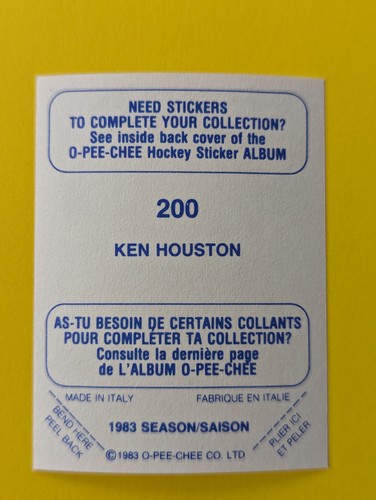 NEED STICKERS
TO COMPLETE YOUR COLLECTION?
See inside back cover of the
O-PEE-CHEE Hockey Sticker ALBUM
200
KEN HOUSTON
AS-TU BESOIN DE CERTAINS COLLANTS
POUR COMPLÉTER TA COLLECTION?
Consulte la dernière page
de L'ALBUM O-PEE-CHEE
MADE IN ITALY FABRIQUE EN ITALIE
BEND HERE
PEEL BACK
1983 SEASON/SAISON
PLIER ICI
ET PELER
©1983 O-PEE-CHEE CO. LTD